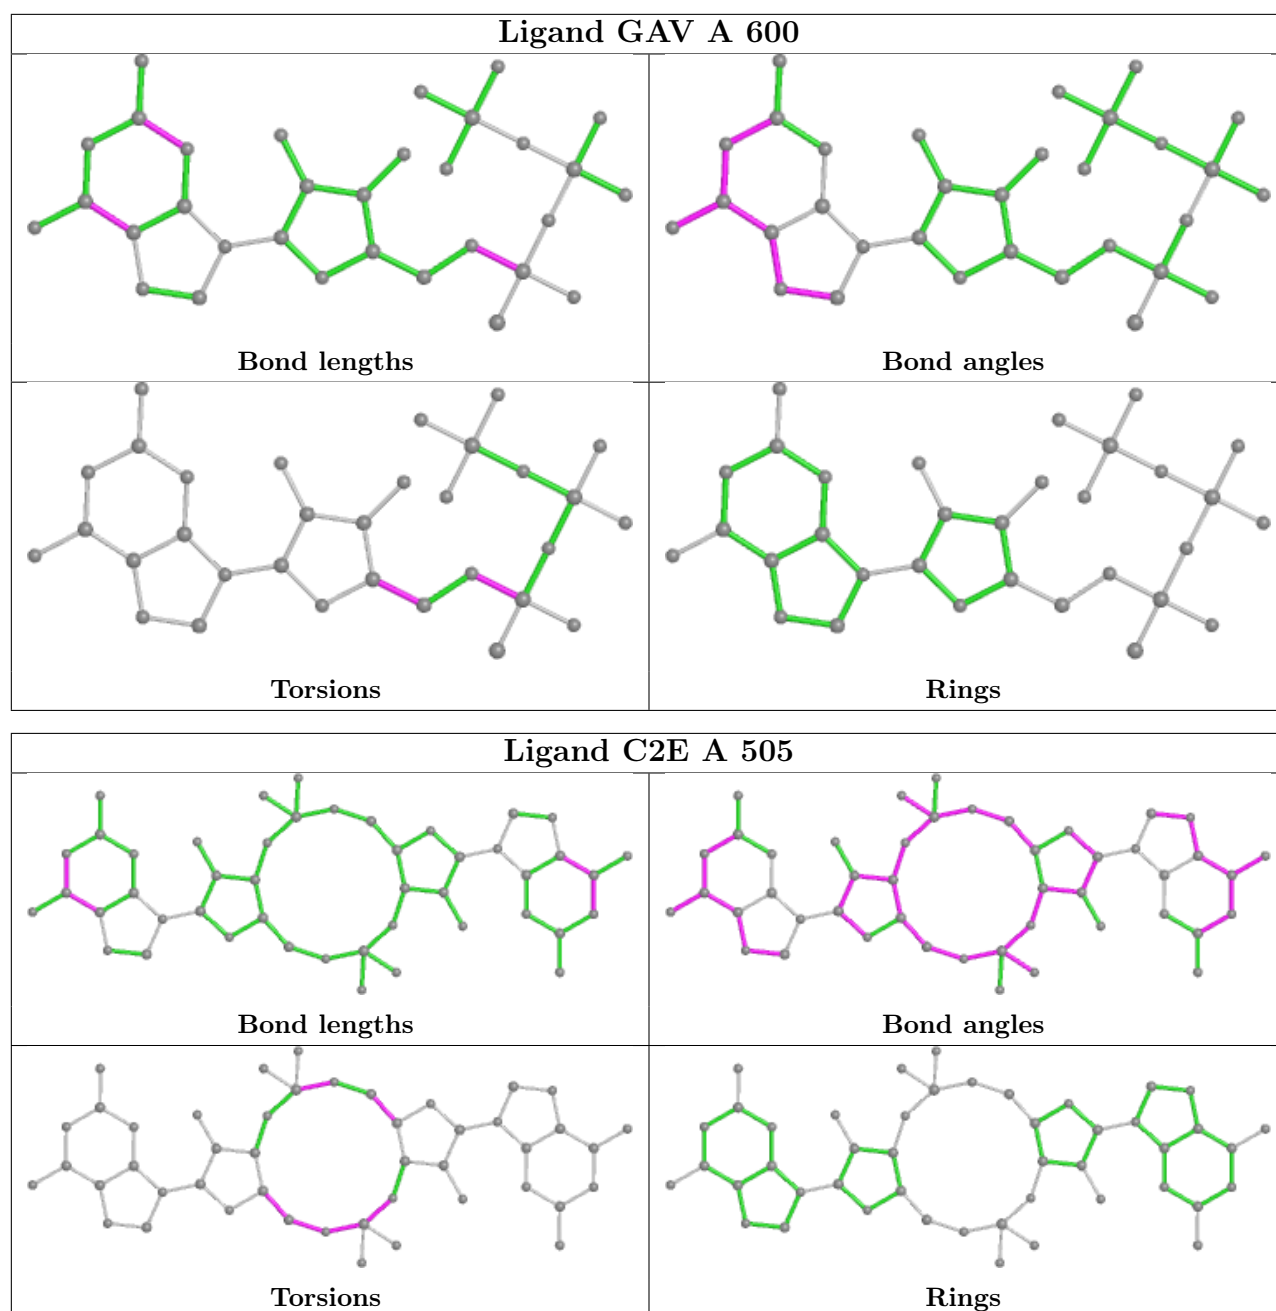 Ligand GAV A 600
Bond lengths
Bond angles
Torsions
Rings
Ligand C2E A 505
Bond lengths
Bond angles
Torsions
Rings